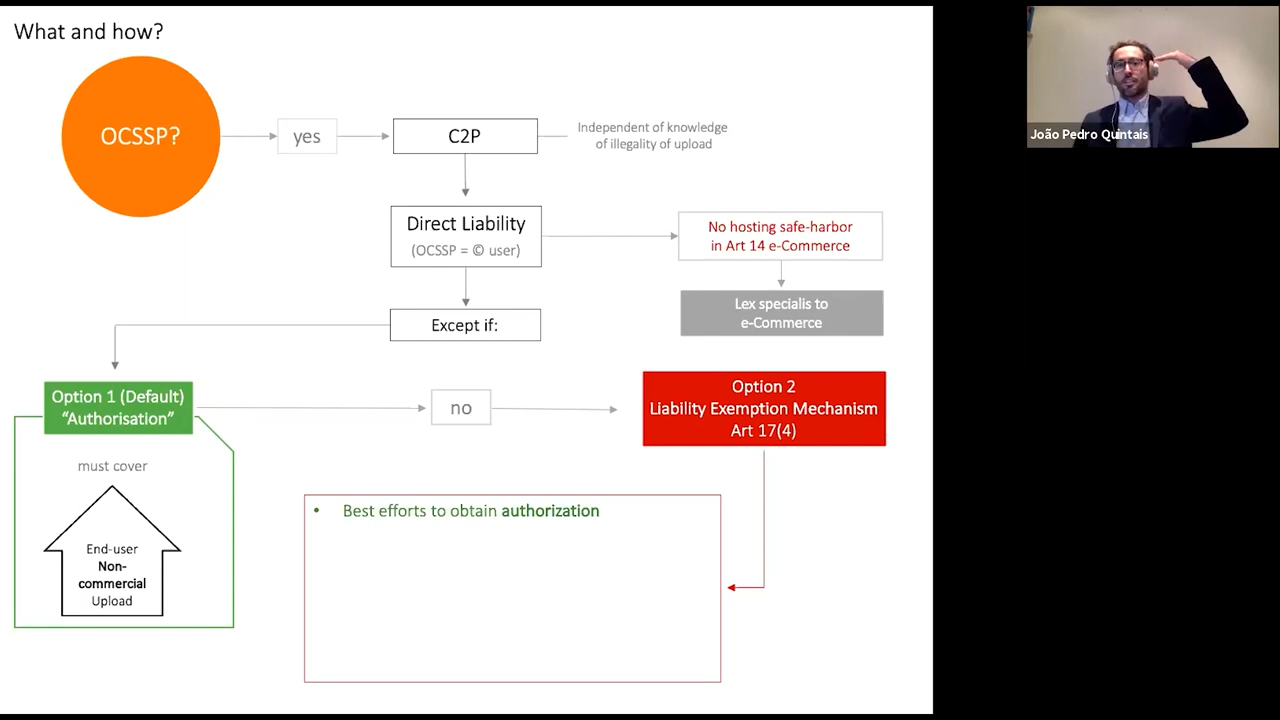 What and how?
OCSSP?
yes
C2P
Independent of knowledge
of illegality of upload
Direct Liability
(OCSSP = © user)
No hosting safe-harbor
in Art 14 e-Commerce
Lex specialis to
e-Commerce
Except if:
Option 1 (Default)
“Authorisation”
no
Option 2
Liability Exemption Mechanism
Art 17(4)
must cover
End-user
Non-
commercial
Upload
• Best efforts to obtain authorization
João Pedro Quintais